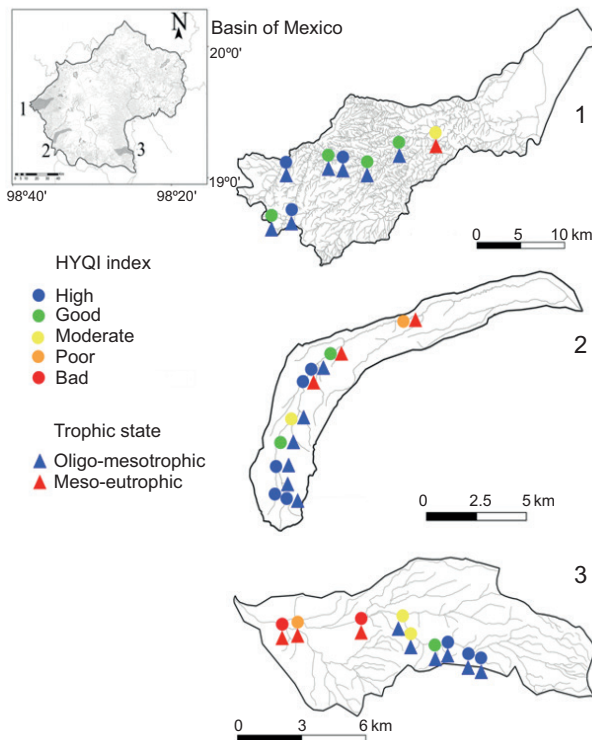 N
Basin of Mexico
20º0'
1
2
3
19º0'
98º40'
98º20'
1
0 5 10 km
HYQI index
High
Good
Moderate
Poor
Bad
2
Trophic state
Oligo-mesotrophic
Meso-eutrophic
0 2.5 5 km
3
0 3 6 km